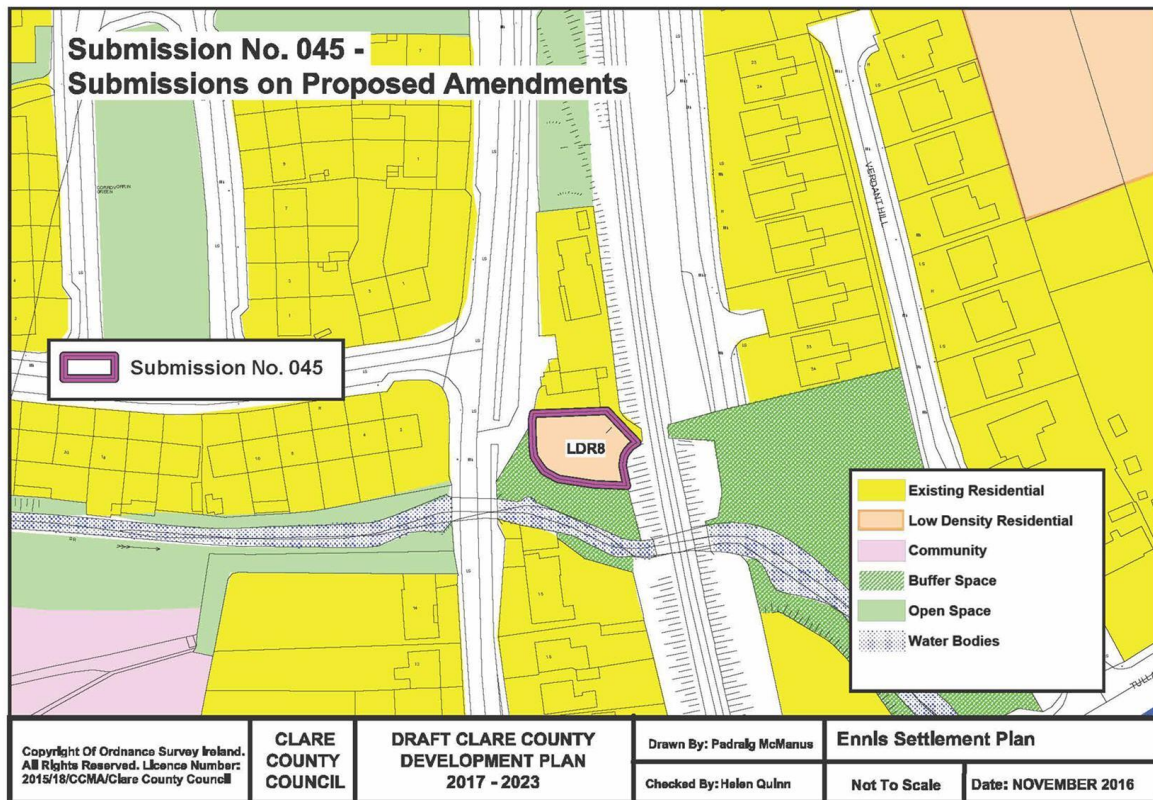 Submission No. 045 -
Submissions on Proposed Amendments
VERDANT HILL
Submission No. 045
LDR8
Existing Residential
Low Density Residential
Community
Buffer Space
Open Space
Water Bodies
Copyright Of Ordnance Survey Ireland.
All Rights Reserved. Licence Number:
2015/18/CCMA/Clare County Council
CLARE
COUNTY
COUNCIL
DRAFT CLARE COUNTY
DEVELOPMENT PLAN
2017 - 2023
Drawn By: Padraig McManus
Checked By: Helen Quinn
Ennis Settlement Plan
Not To Scale
Date: NOVEMBER 2016